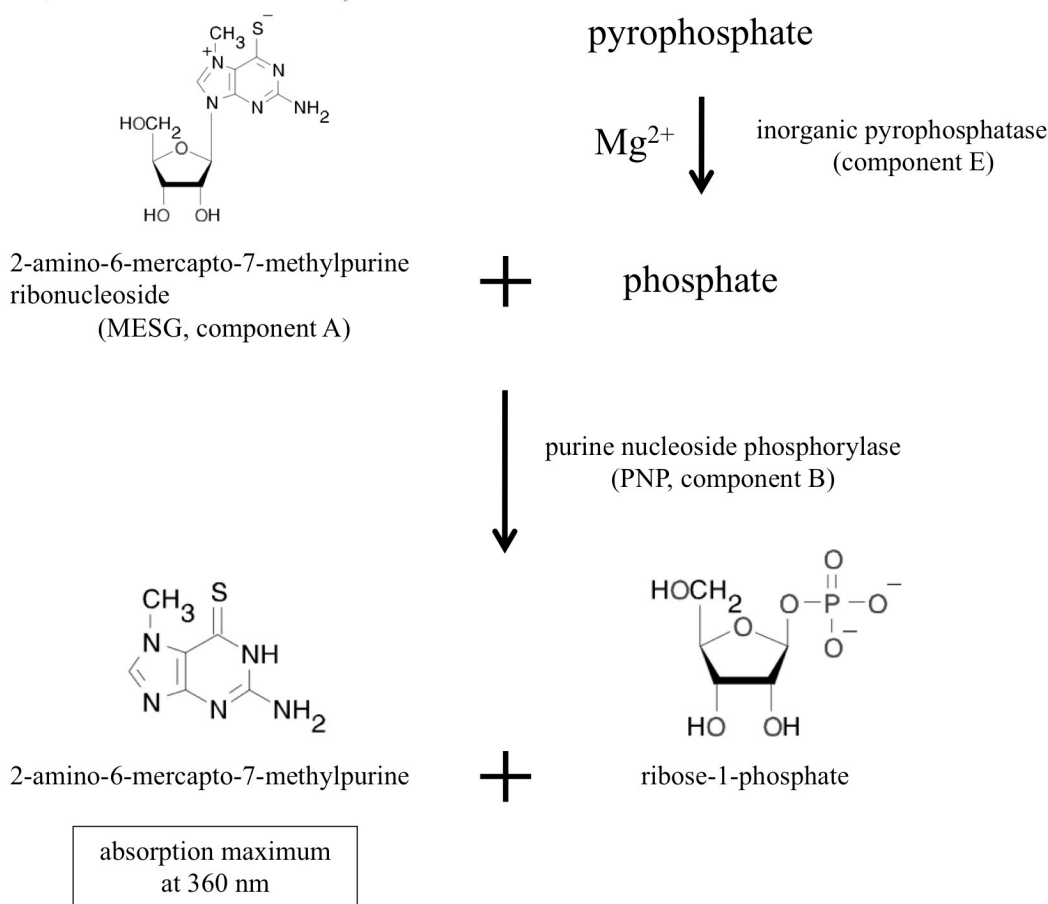 pyrophosphate
Mg2+
inorganic pyrophosphatase
(component E)
S−
CH3
+
N
N
N
N
NH2
HOCH2
O
HO
OH
2-amino-6-mercapto-7-methylpurine
ribonucleoside
(MESG, component A)
+
phosphate
purine nucleoside phosphorylase
(PNP, component B)
CH3
S
N
NH
N
N
NH2
HOCH2
O
O
O
P
O−
O−
HO
OH
2-amino-6-mercapto-7-methylpurine
+
ribose-1-phosphate
absorption maximum
at 360 nm